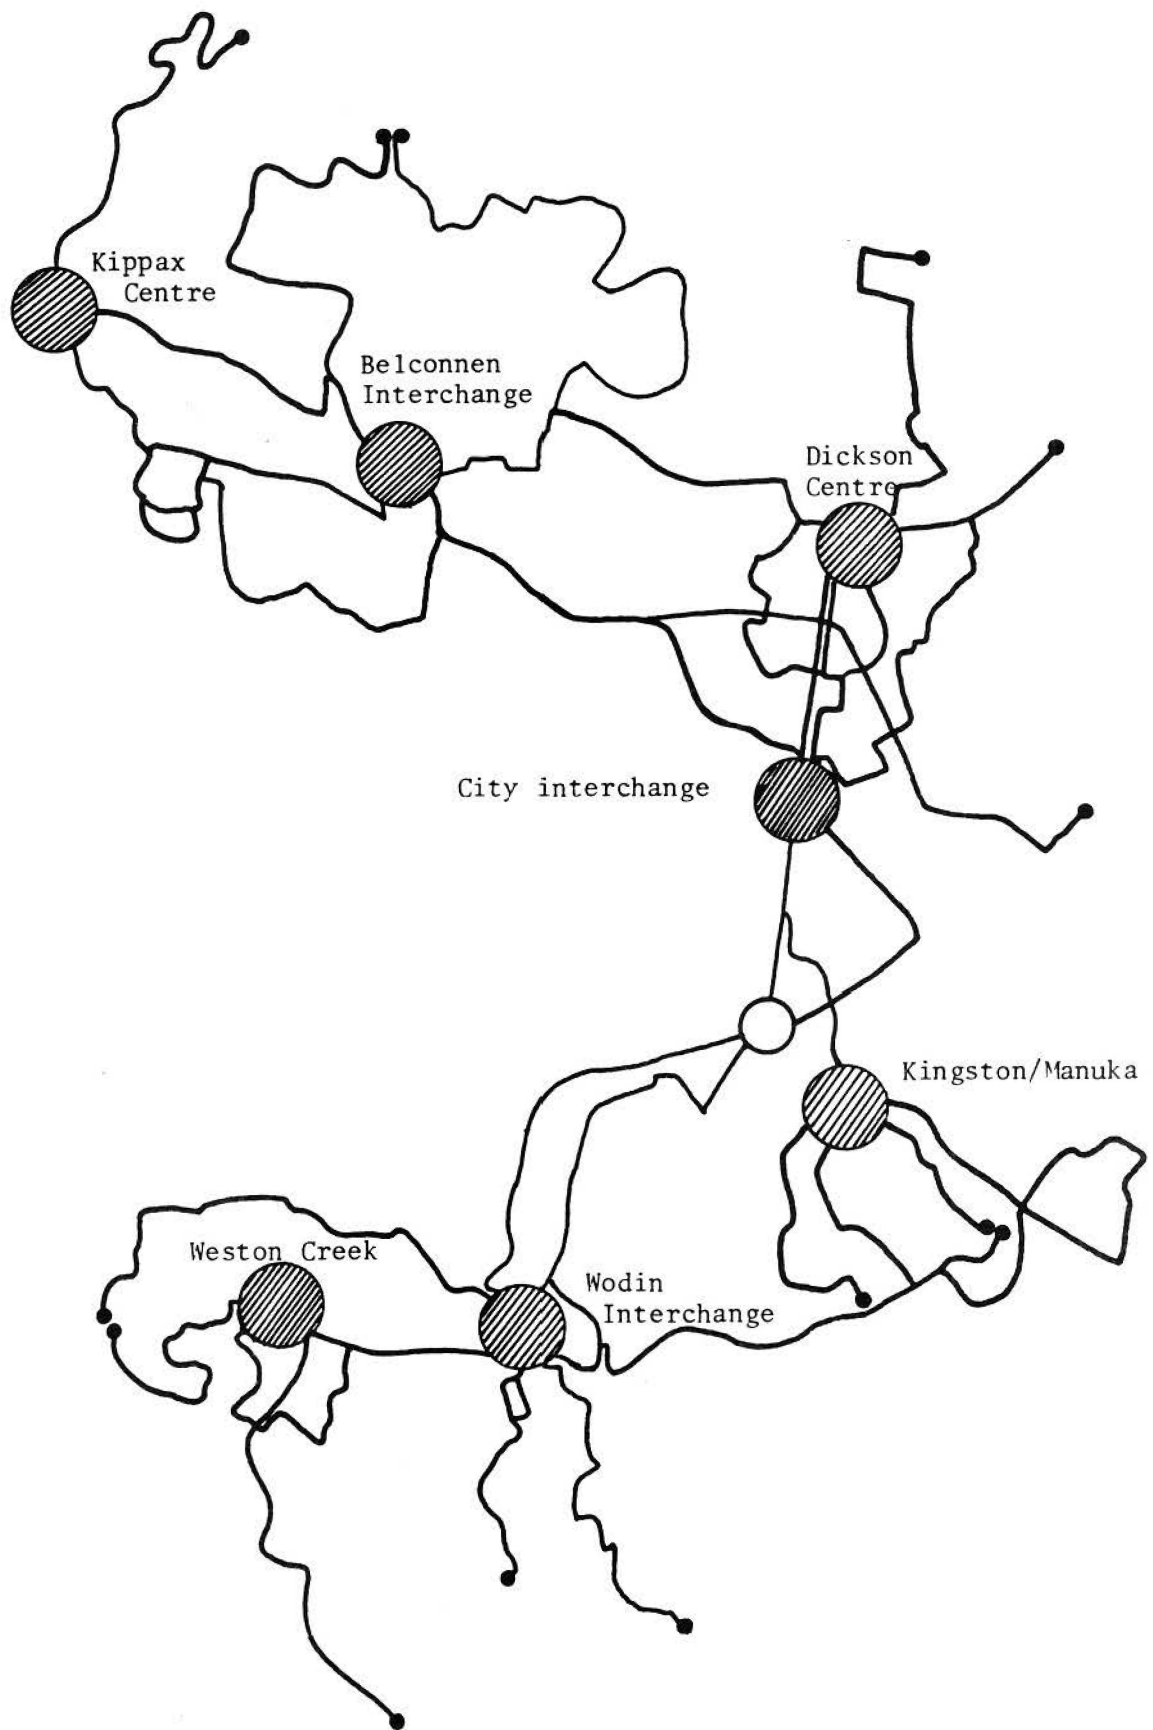 Kippax
Centre
Belconnen
Interchange
Dickson
Centre
City interchange
Kingston/Manuka
Weston Creek
Wodin
Interchange